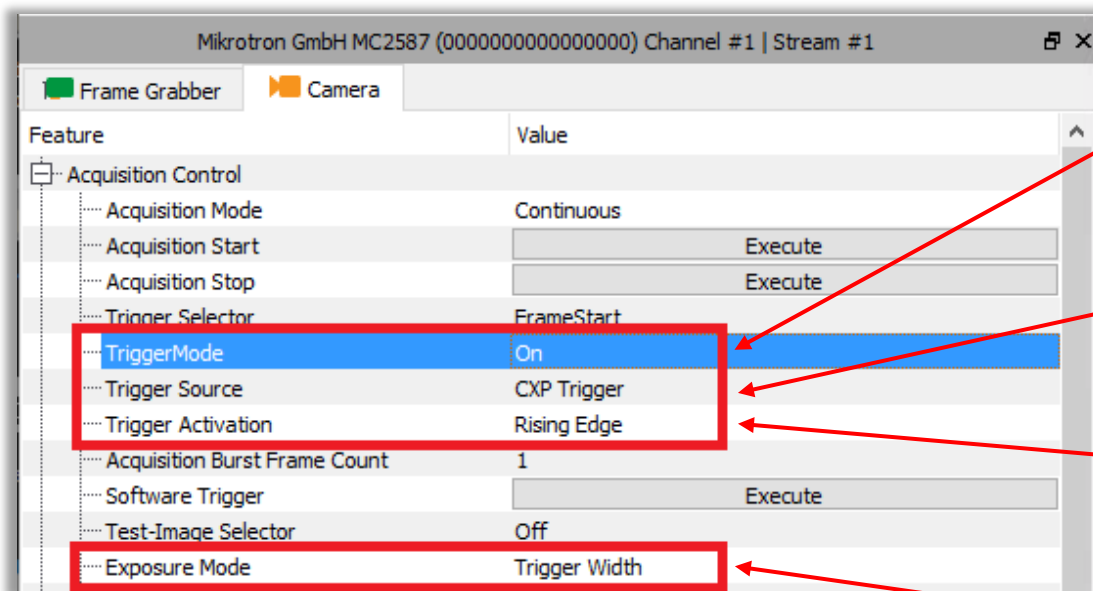 Mikrotron GmbH MC2587 (0000000000000000) Channel #1 | Stream #1
Frame Grabber Camera
Feature Value
Acquisition Control
Acquisition Mode Continuous
Acquisition Start Execute
Acquisition Stop Execute
Trigger Selector FrameStart
TriggerMode On
Trigger Source CXP Trigger
Trigger Activation Rising Edge
Acquisition Burst Frame Count 1
Software Trigger Execute
Test-Image Selector Off
Exposure Mode Trigger Width